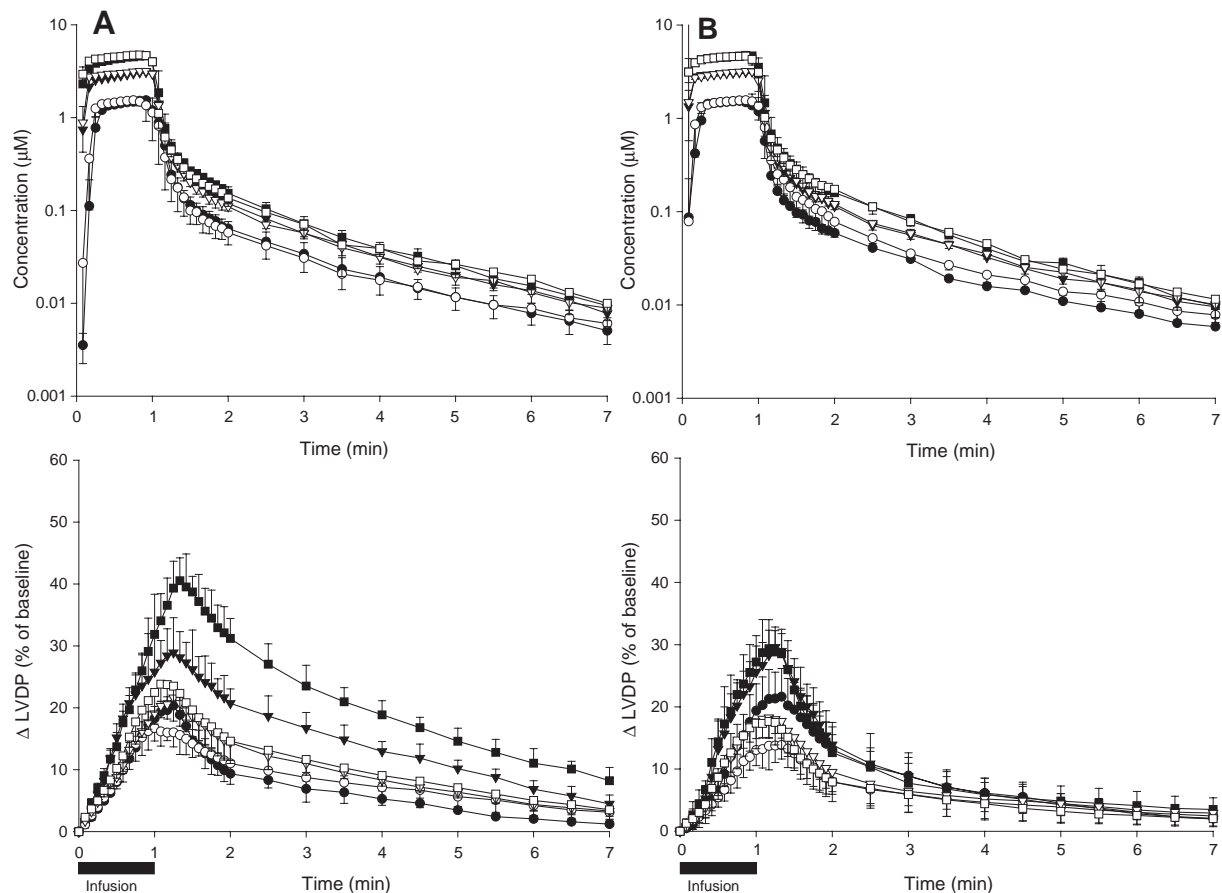 A
10
1
0.1
0.01
0.001
Concentration (μM)
0 1 2 3 4 5 6 7
Time (min)
B
10
1
0.1
0.01
0.001
Concentration (μM)
0 1 2 3 4 5 6 7
Time (min)
60
50
40
30
20
10
0
Δ LVDP (% of baseline)
0 1 2 3 4 5 6 7
Infusion
Time (min)
60
50
40
30
20
10
0
Δ LVDP (% of baseline)
0 1 2 3 4 5 6 7
Infusion
Time (min)